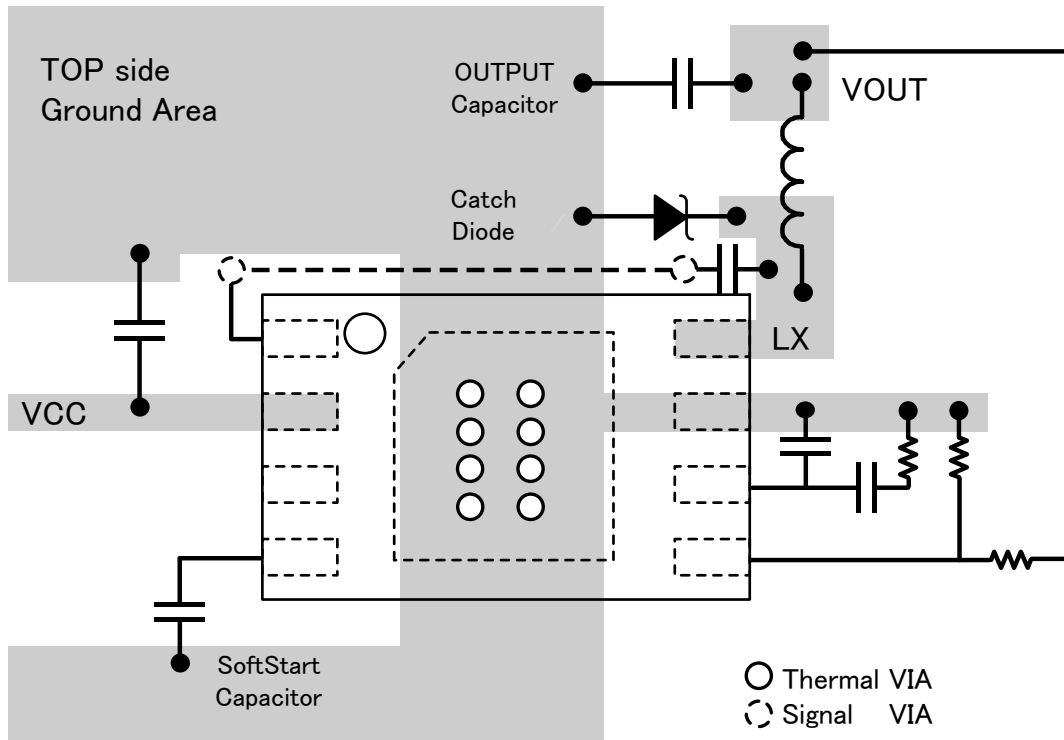 TOP side
Ground Area
OUTPUT
Capacitor
VOUT
Catch
Diode
LX
VCC
SoftStart
Capacitor
Thermal VIA
Signal VIA